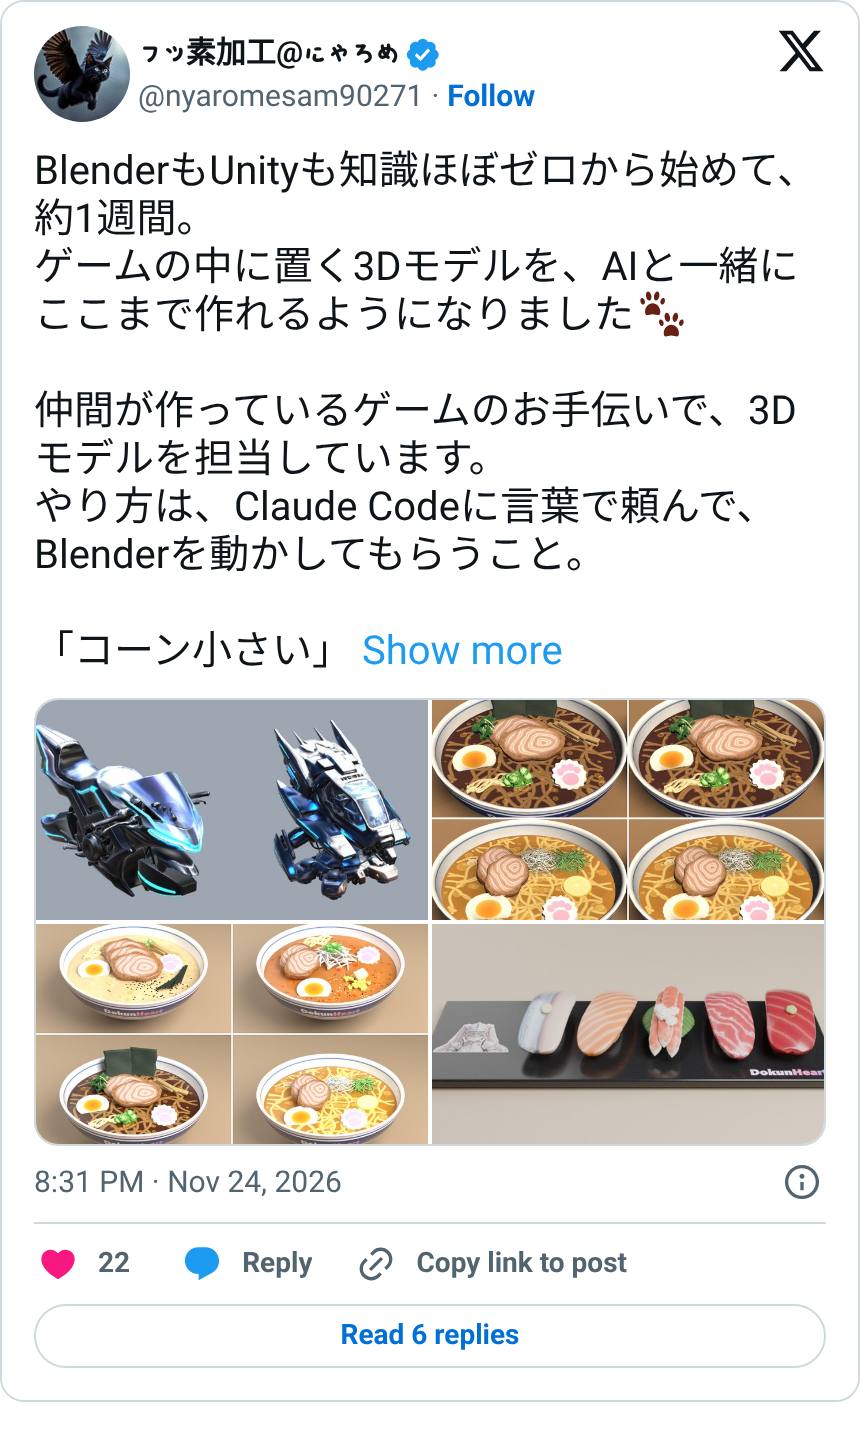 フッ素加工@にゃろめ
@nyaromesam90271 · Follow
BlenderもUnityも知識ほぼゼロから始めて、
約1週間。
ゲームの中に置く3Dモデルを、AIと一緒に
ここまで作れるようになりました🐾
仲間が作っているゲームのお手伝いで、3D
モデルを担当しています。
やり方は、Claude Codeに言葉で頼んで、
Blenderを動かしてもらうこと。
「コーン小さい」 Show more
DokunHeart
DokunHeart
DokunHear
8:31 PM · Nov 24, 2026
22 Reply Copy link to post
Read 6 replies